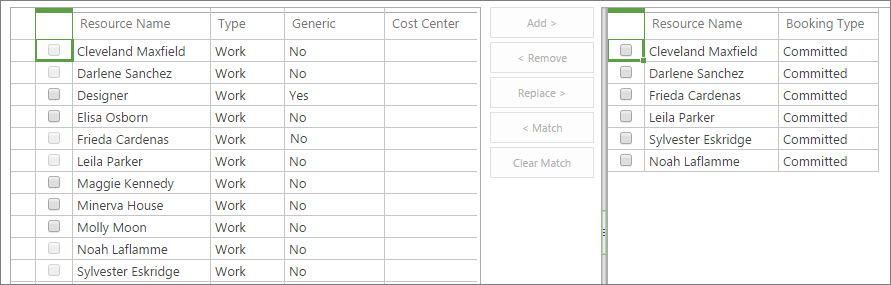 Resource Name Type Generic Cost Center
Cleveland Maxfield Work No
Darlene Sanchez Work No
Designer Work Yes
Elisa Osborn Work No
Frieda Cardenas Work No
Leila Parker Work No
Maggie Kennedy Work No
Minerva House Work No
Molly Moon Work No
Noah Laflamme Work No
Sylvester Eskridge Work No
Add >
< Remove
Replace >
< Match
Clear Match
Resource Name Booking Type
Cleveland Maxfield Committed
Darlene Sanchez Committed
Frieda Cardenas Committed
Leila Parker Committed
Sylvester Eskridge Committed
Noah Laflamme Committed